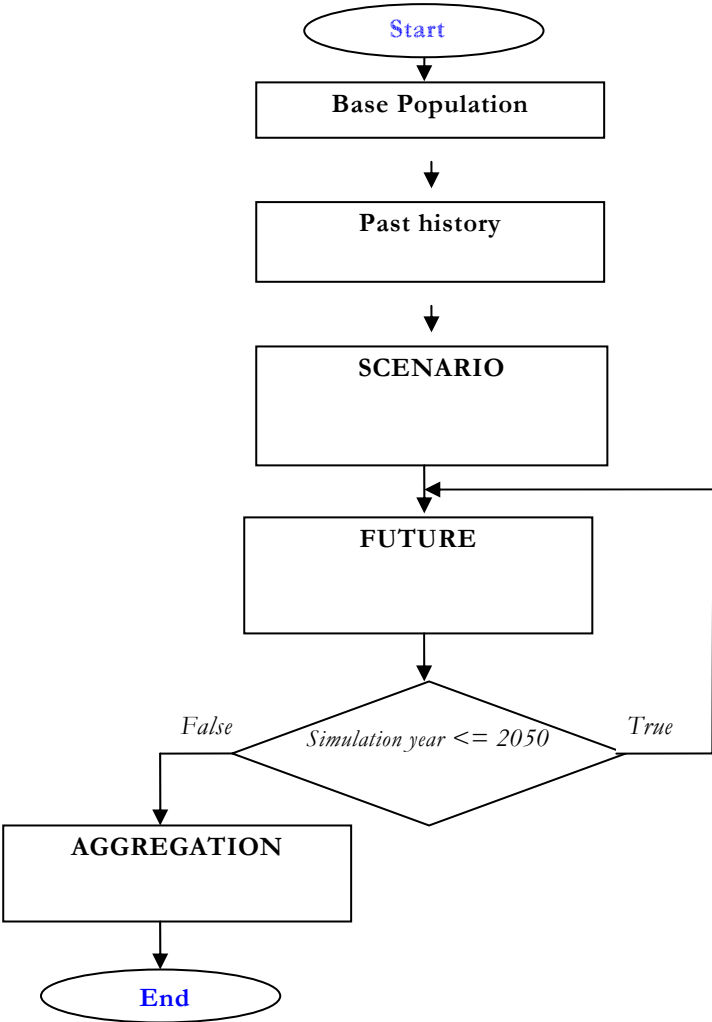 Start
Base Population
Past history
SCENARIO
FUTURE
False
Simulation year <= 2050
True
AGGREGATION
End